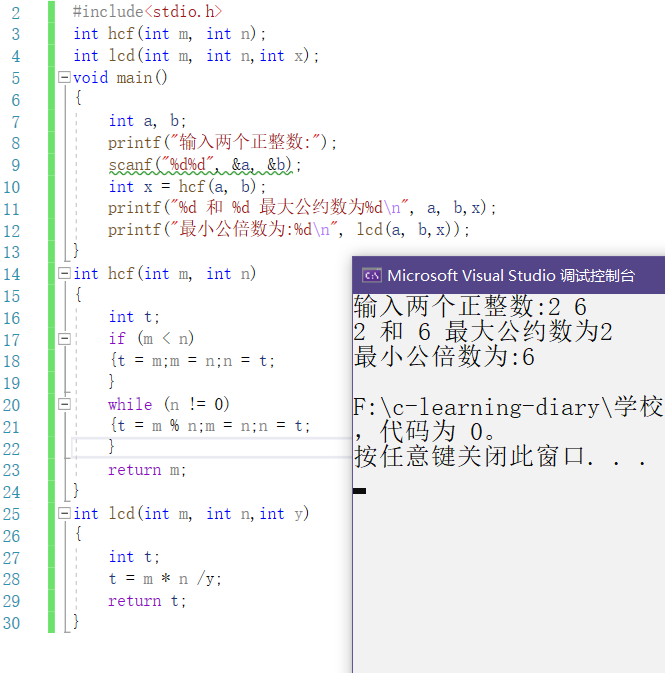 2 #include<stdio.h>
3 int hcf(int m, int n);
4 int lcd(int m, int n,int x);
5 void main()
6 {
7 int a, b;
8 printf("输入两个正整数:");
9 scanf("%d%d", &a, &b);
10 int x = hcf(a, b);
11 printf("%d 和 %d 最大公约数为%d\n", a, b,x);
12 printf("最小公倍数为:%d\n", lcd(a, b,x));
13 }
14 int hcf(int m, int n)
15 {
16 int t;
17 if (m < n)
18 {t = m;m = n;n = t;
19 }
20 while (n != 0)
21 {t = m % n;m = n;n = t;
22 }
23 return m;
24 }
25 int lcd(int m, int n,int y)
26 {
27 int t;
28 t = m * n /y;
29 return t;
30 }
Microsoft Visual Studio 调试控制台
输入两个正整数:2 6
2 和 6 最大公约数为2
最小公倍数为:6
F:\c-learning-diary\学校
, 代码为 0。
按任意键关闭此窗口. . .